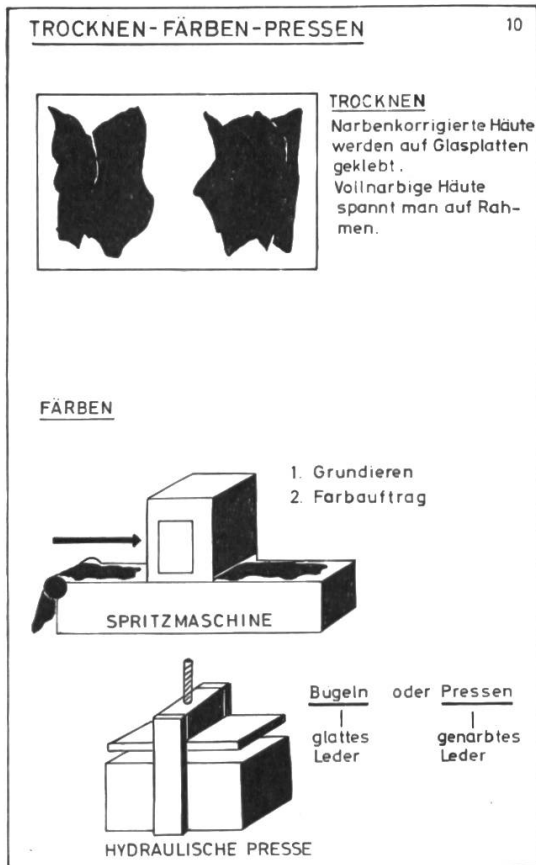 TROCKNEN-FÄRBEN-PRESSEN 10
TROCKNEN
Narbenkorrigierte Häute
werden auf Glasplatten
geklebt.
Vollnarbige Häute
spannt man auf Rah-
men.
FÄRBEN
1. Grundieren
2. Farbauftrag
SPRITZMASCHINE
Bügeln oder Pressen
glattes genarbtes
Leder Leder
HYDRAULISCHE PRESSE